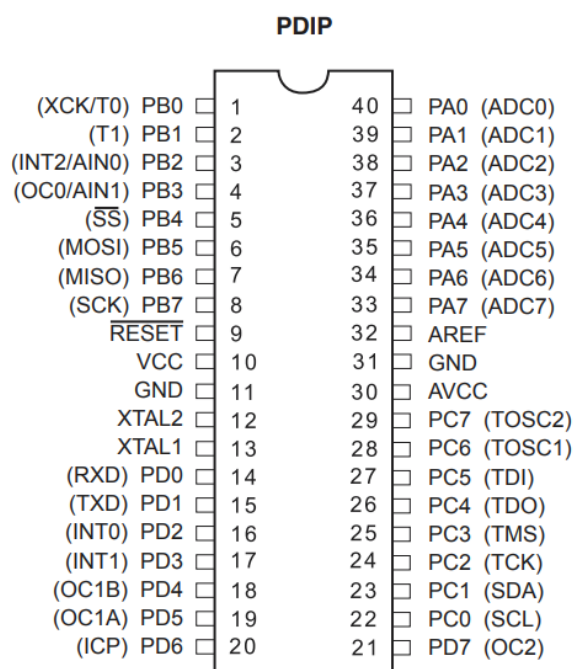 PDIP
(XCK/T0) PB0 1 40 PA0 (ADC0)
(T1) PB1 2 39 PA1 (ADC1)
(INT2/AIN0) PB2 3 38 PA2 (ADC2)
(OC0/AIN1) PB3 4 37 PA3 (ADC3)
(S̅S̅) PB4 5 36 PA4 (ADC4)
(MOSI) PB5 6 35 PA5 (ADC5)
(MISO) PB6 7 34 PA6 (ADC6)
(SCK) PB7 8 33 PA7 (ADC7)
R̅E̅S̅E̅T̅ 9 32 AREF
VCC 10 31 GND
GND 11 30 AVCC
XTAL2 12 29 PC7 (TOSC2)
XTAL1 13 28 PC6 (TOSC1)
(RXD) PD0 14 27 PC5 (TDI)
(TXD) PD1 15 26 PC4 (TDO)
(INT0) PD2 16 25 PC3 (TMS)
(INT1) PD3 17 24 PC2 (TCK)
(OC1B) PD4 18 23 PC1 (SDA)
(OC1A) PD5 19 22 PC0 (SCL)
(ICP) PD6 20 21 PD7 (OC2)